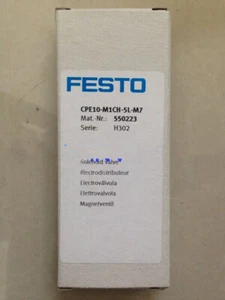 FESTO
CPE10-M1CH-5L-M7
Mat.-Nr.: 550223
Serie: H302
Solenoid valve
Electrodistributeur
Electroválvula
Elettrovalvola
Magnetventil